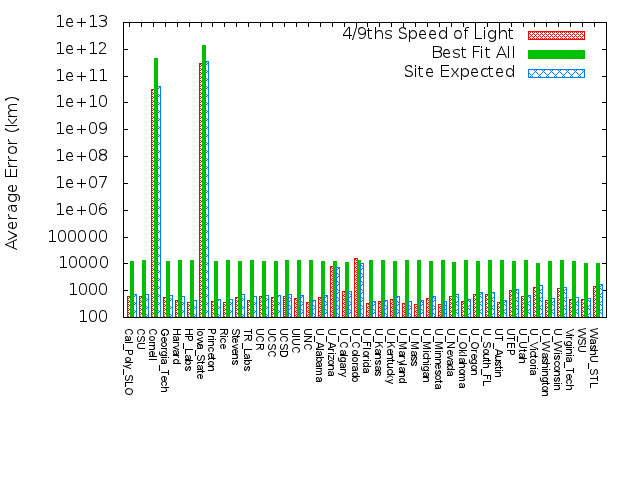 4/9ths Speed of Light
Best Fit All
Site Expected
Average Error (km)
1e+13
1e+12
1e+11
1e+10
1e+09
1e+08
1e+07
1e+06
100000
10000
1000
100
Cal_Poly_SLO
CSU
Cornell
Georgia_Tech
Harvard
HP_Labs
Iowa_State
Princeton
Rice
Stevens
TR_Labs
UCR
UCSC
UCSD
UIUC
UNC
U_Alabama
U_Arizona
U_Calgary
U_Colorado
U_Florida
U_Kansas
U_Kentucky
U_Maryland
U_Mass
U_Michigan
U_Minnesota
U_Nevada
U_Oklahoma
U_Oregon
U_South_FL
UT_Austin
UTEP
U_Utah
U_Victoria
U_Washington
U_Wisconsin
Virginia_Tech
WSU
WashU_STL